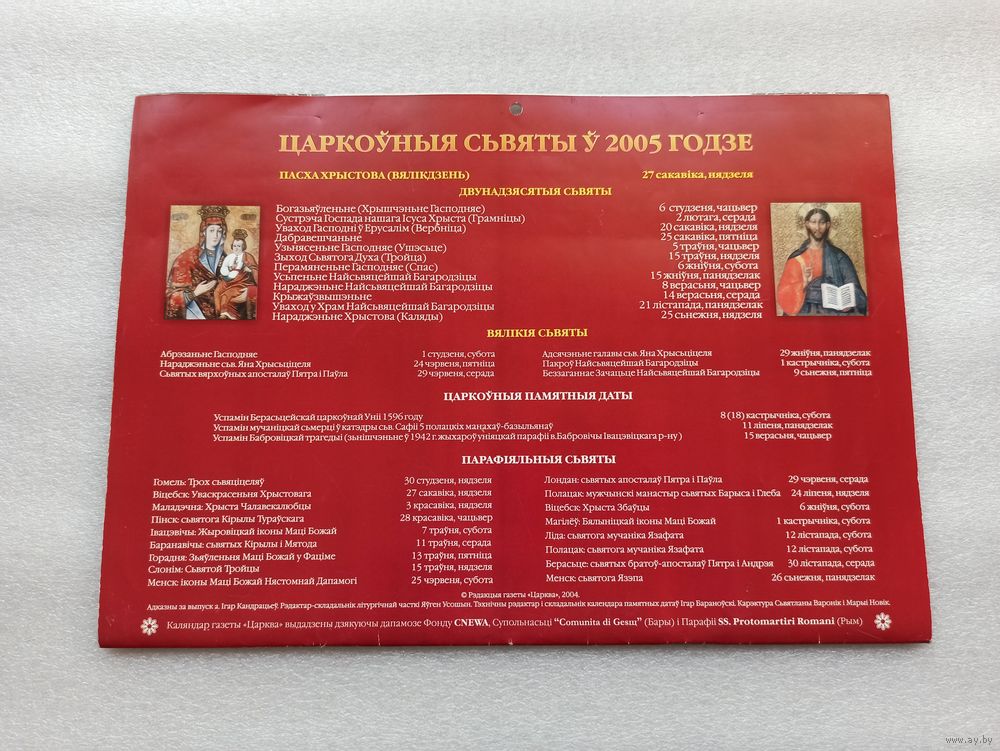 ЦАРКОЎНЫЯ СЬВЯТЫ Ў 2005 ГОДЗЕ
ПАСХА ХРЫСТОВА (ВЯЛІКДЗЕНЬ) 27 сакавіка, нядзеля
ДВУНАДЗЯСЯТЫЯ СЬВЯТЫ
Богазьяўленьне (Хрышчэньне Гасподняе) 6 студзеня, чацьвер
Сустрэча Госпада нашага Ісуса Хрыста (Грамніцы) 2 лютага, серада
Уваход Гасподні ў Ерусалім (Вербніца) 20 сакавіка, нядзеля
Дабравешчаньне 25 сакавіка, пятніца
Узьнясеньне Гасподняе (Ушэсьце) 5 траўня, чацьвер
Зыход Сьвятога Духа (Тройца) 15 траўня, нядзеля
Перамяненьне Гасподняе (Спас) 6 жніўня, субота
Усьпеньне Найсьвяцейшай Багародзіцы 15 жніўня, панядзелак
Нараджэньне Найсьвяцейшай Багародзіцы 8 верасьня, чацьвер
Крыжаўзвышэньне 14 верасьня, серада
Уваход у Храм Найсьвяцейшай Багародзіцы 21 лістапада, панядзелак
Нараджэньне Хрыстова (Каляды) 25 сьнежня, нядзеля
ВЯЛІКІЯ СЬВЯТЫ
Абрэзаньне Гасподняе 1 студзеня, субота
Нараджэньне сьв. Яна Хрысьціцеля 24 чэрвеня, пятніца
Сьвятых вярхоўных апосталаў Пятра і Паўла 29 чэрвеня, серада
Адсячэньне галавы сьв. Яна Хрысьціцеля 29 жніўня, панядзелак
Пакроў Найсьвяцейшай Багародзіцы 1 кастрычніка, субота
Беззаганнае Зачацьце Найсьвяцейшай Багародзіцы 9 сьнежня, пятніца
ЦАРКОЎНЫЯ ПАМЯТНЫЯ ДАТЫ
Успамін Берасьцейскай царкоўнай Уніі 1596 году 8 (18) кастрычніка, субота
Успамін мучаніцкай сьмерці ў катэдры сьв. Сафіі 5 полацкіх манахаў-базыльянаў 11 ліпеня, панядзелак
Успамін Бабровіцкай трагедыі (зьнішчэньне ў 1942 г. жыхароў уніяцкай парафіі в. Бабровічы Івацэвіцкага р-ну) 15 верасьня, чацьвер
ПАРАФІЯЛЬНЫЯ СЬВЯТЫ
Гомель: Трох сьвяціцеляў 30 студзеня, нядзеля
Віцебск: Уваскрасеньня Хрыстовага 27 сакавіка, нядзеля
Маладэчна: Хрыста Чалавекалюбцы 3 красавіка, нядзеля
Пінск: сьвятога Кірылы Тураўскага 28 красавіка, чацьвер
Івацэвічы: Жыровіцкай іконы Маці Божай 7 траўня, субота
Баранавічы: сьвятых Кірылы і Мятода 11 траўня, серада
Горадня: Зьяўленьня Маці Божай у Фаціме 13 траўня, пятніца
Слонім: Сьвятой Тройцы 15 траўня, нядзеля
Менск: іконы Маці Божай Нястомнай Дапамогі 25 чэрвеня, субота
Лондан: сьвятых апосталаў Пятра і Паўла 29 чэрвеня, серада
Полацак: мужчынскі манастыр сьвятых Барыса і Глеба 24 ліпеня, нядзеля
Віцебск: Хрыста Збаўцы 6 жніўня, субота
Магілёў: Бялыніцкай іконы Маці Божай 1 кастрычніка, субота
Ліда: сьвятога мучаніка Язафата 12 лістапада, субота
Полацак: сьвятога мучаніка Язафата 12 лістапада, субота
Берасьце: сьвятых братоў-апосталаў Пятра і Андрэя 30 лістапада, серада
Менск: сьвятога Язэпа 26 сьнежня, панядзелак
© Рэдакцыя газеты «Царква», 2004.
Адказны за выпуск а. Ігар Кандрацьеў. Рэдактар-складальнік літургічнай часткі Яўген Усошын. Тэхнічны рэдактар і складальнік календара памятных датаў Ігар Бараноўскі. Карэктура Сьвятланы Варонік і Марыі Новік.
Каляндар газеты «Царква» выдадзены дзякуючы дапамозе Фонду CNEWA, Супольнасьці "Comunita di Gesщ" (Бары) і Парафіі SS. Protomartiri Romani (Рым)
www.ay.by